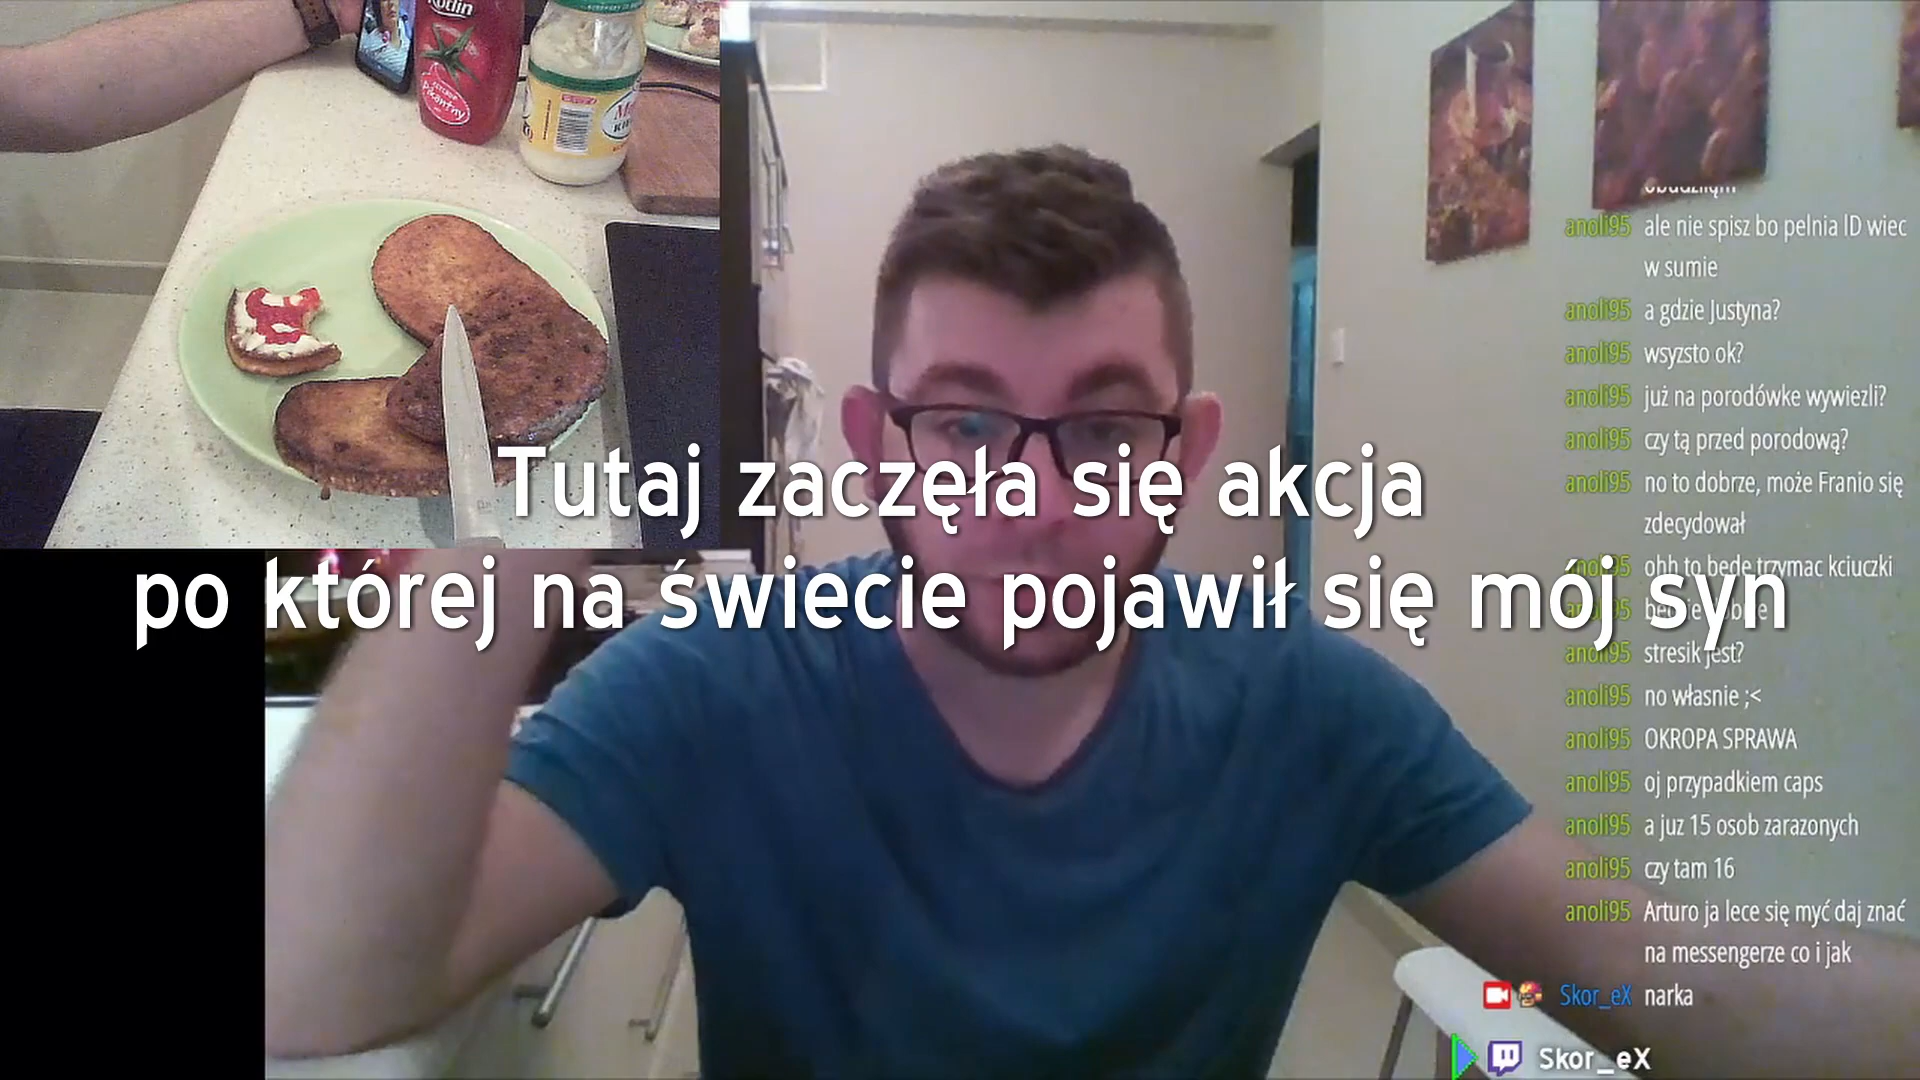 Kotlin
pikantny
obudziłam
anoli95 ale nie spisz bo pelnia lD wiec
w sumie
anoli95 a gdzie Justyna?
anoli95 wsyzsto ok?
anoli95 już na porodówke wywiezli?
anoli95 czy tą przed porodową?
anoli95 no to dobrze, może Franio się
zdecydował
Tutaj zaczęła się akcja
po której na świecie pojawił się mój syn
anoli95 ohh to bede trzymac kciuczki
anoli95 stresik jest?
anoli95 no własnie ;<
anoli95 OKROPA SPRAWA
anoli95 oj przypadkiem caps
anoli95 a juz 15 osob zarazonych
anoli95 czy tam 16
anoli95 Arturo ja lece się myć daj znać
na messengerze co i jak
Skor_eX narka
Skor_eX